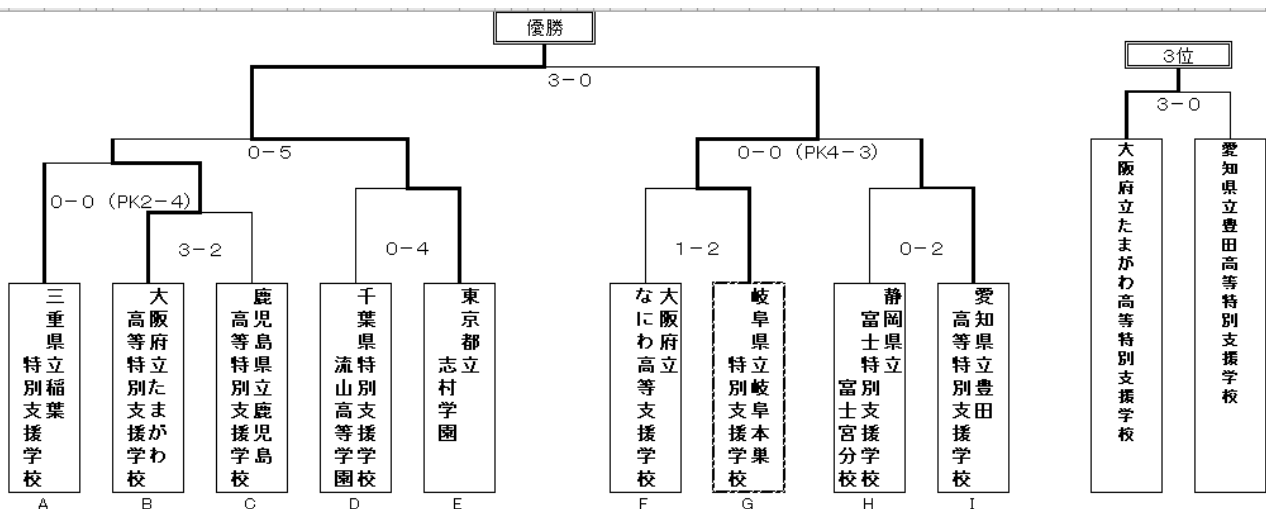 優勝
3位
3-0
3-0
0-5
0-0 (PK4-3)
0-0 (PK2-4)
3-2
0-4
1-2
0-2
三重県立稲葉
特別支援学校
大阪府立たまがわ
高等特別支援学校
鹿児島県立鹿児島
高等特別支援学校
千葉県特別支援学校
流山高等学園
東京都立
志村学園
大阪府立
なにわ高等支援学校
岐阜県立岐阜本巣
特別支援学校
静岡県立
富士特別支援学校
富士宮分校
愛知県立豊田
高等特別支援学校
大阪府立たまがわ高等特別支援学校
愛知県立豊田高等特別支援学校
A
B
C
D
E
F
G
H
I